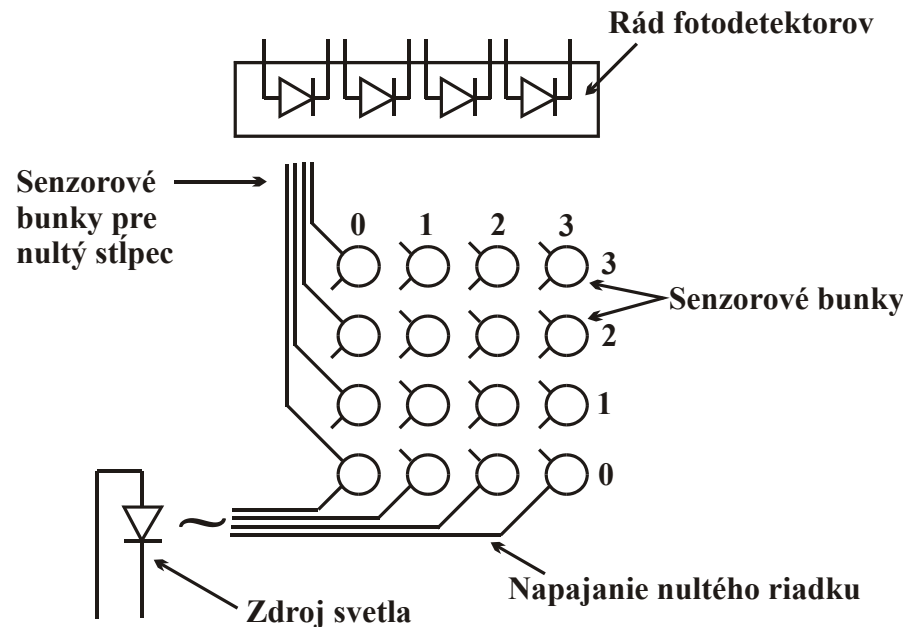 Rád fotodetektorov
Senzorové
bunky pre
nultý stĺpec
0 1 2 3
3
Senzorové bunky
2
1
0
Napajanie nultého riadku
Zdroj svetla